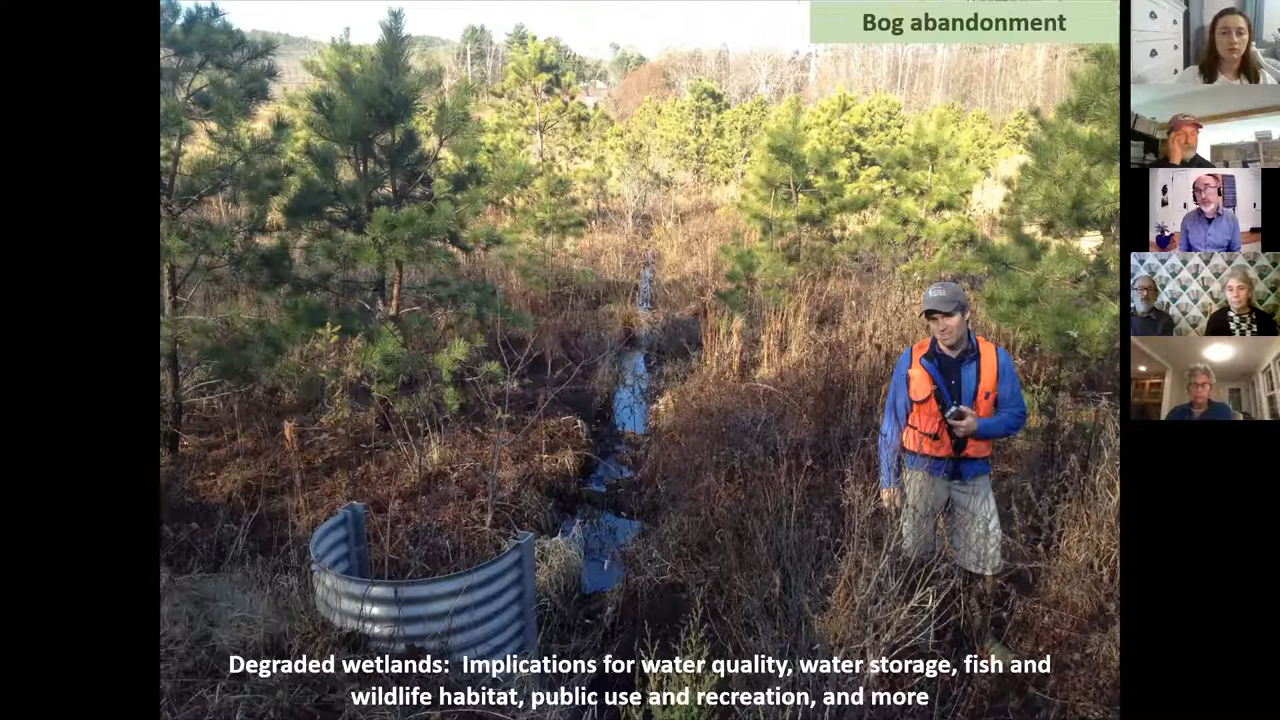 Bog abandonment
Degraded wetlands: Implications for water quality, water storage, fish and
wildlife habitat, public use and recreation, and more